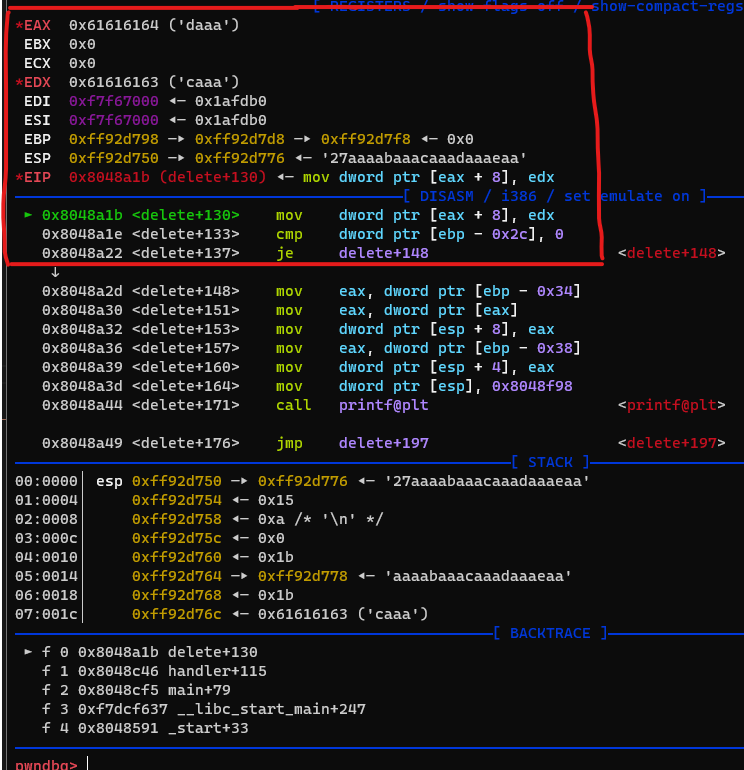 [ REGISTERS / show-flags off / show-compact-regs
*EAX  0x61616164 ('daaa')
EBX  0x0
ECX  0x0
*EDX  0x61616163 ('caaa')
EDI  0xf7f67000 ◂— 0x1afdb0
ESI  0xf7f67000 ◂— 0x1afdb0
EBP  0xff92d798 —▸ 0xff92d7d8 —▸ 0xff92d7f8 ◂— 0x0
ESP  0xff92d750 —▸ 0xff92d776 ◂— '27aaaabaaacaaadaaaeaa'
*EIP  0x8048a1b (delete+130) ◂— mov dword ptr [eax + 8], edx
[ DISASM / i386 / set emulate on ]
► 0x8048a1b <delete+130>    mov    dword ptr [eax + 8], edx
0x8048a1e <delete+133>    cmp    dword ptr [ebp - 0x2c], 0
0x8048a22 <delete+137>    je     delete+148                    <delete+148>
↓
0x8048a2d <delete+148>    mov    eax, dword ptr [ebp - 0x34]
0x8048a30 <delete+151>    mov    eax, dword ptr [eax]
0x8048a32 <delete+153>    mov    dword ptr [esp + 8], eax
0x8048a36 <delete+157>    mov    eax, dword ptr [ebp - 0x38]
0x8048a39 <delete+160>    mov    dword ptr [esp + 4], eax
0x8048a3d <delete+164>    mov    dword ptr [esp], 0x8048f98
0x8048a44 <delete+171>    call   printf@plt                    <printf@plt>
0x8048a49 <delete+176>    jmp    delete+197                    <delete+197>
[ STACK ]
00:0000│ esp 0xff92d750 —▸ 0xff92d776 ◂— '27aaaabaaacaaadaaaeaa'
01:0004│     0xff92d754 ◂— 0x15
02:0008│     0xff92d758 ◂— 0xa /* '\n' */
03:000c│     0xff92d75c ◂— 0x0
04:0010│     0xff92d760 ◂— 0x1b
05:0014│     0xff92d764 —▸ 0xff92d778 ◂— 'aaaabaaacaaadaaaeaa'
06:0018│     0xff92d768 ◂— 0x1b
07:001c│     0xff92d76c ◂— 0x61616163 ('caaa')
[ BACKTRACE ]
► f 0 0x8048a1b delete+130
f 1 0x8048c46 handler+115
f 2 0x8048cf5 main+79
f 3 0xf7dcf637 __libc_start_main+247
f 4 0x8048591 _start+33
pwndbg>